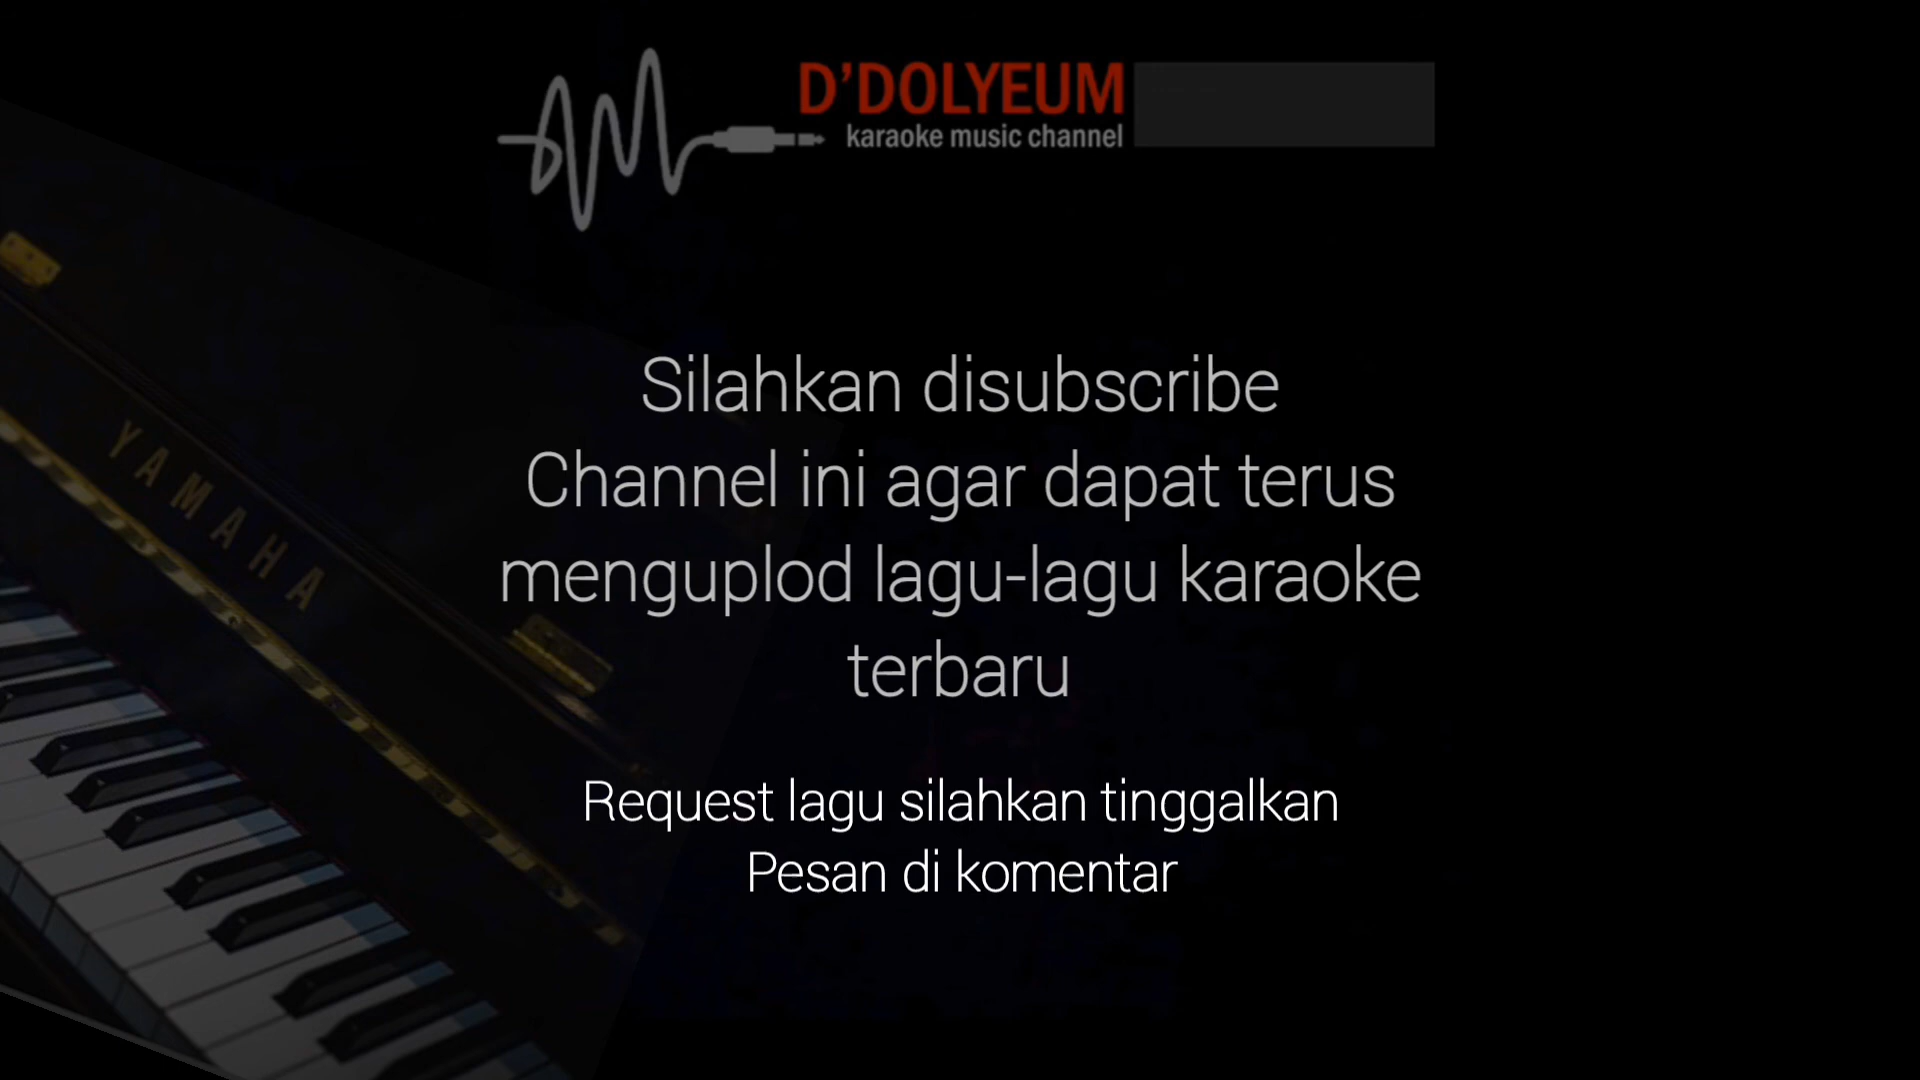 D'DOLYEUM
karaoke music channel
Silahkan disubscribe
Channel ini agar dapat terus
menguplod lagu-lagu karaoke
terbaru
YAMAHA
Request lagu silahkan tinggalkan
Pesan di komentar